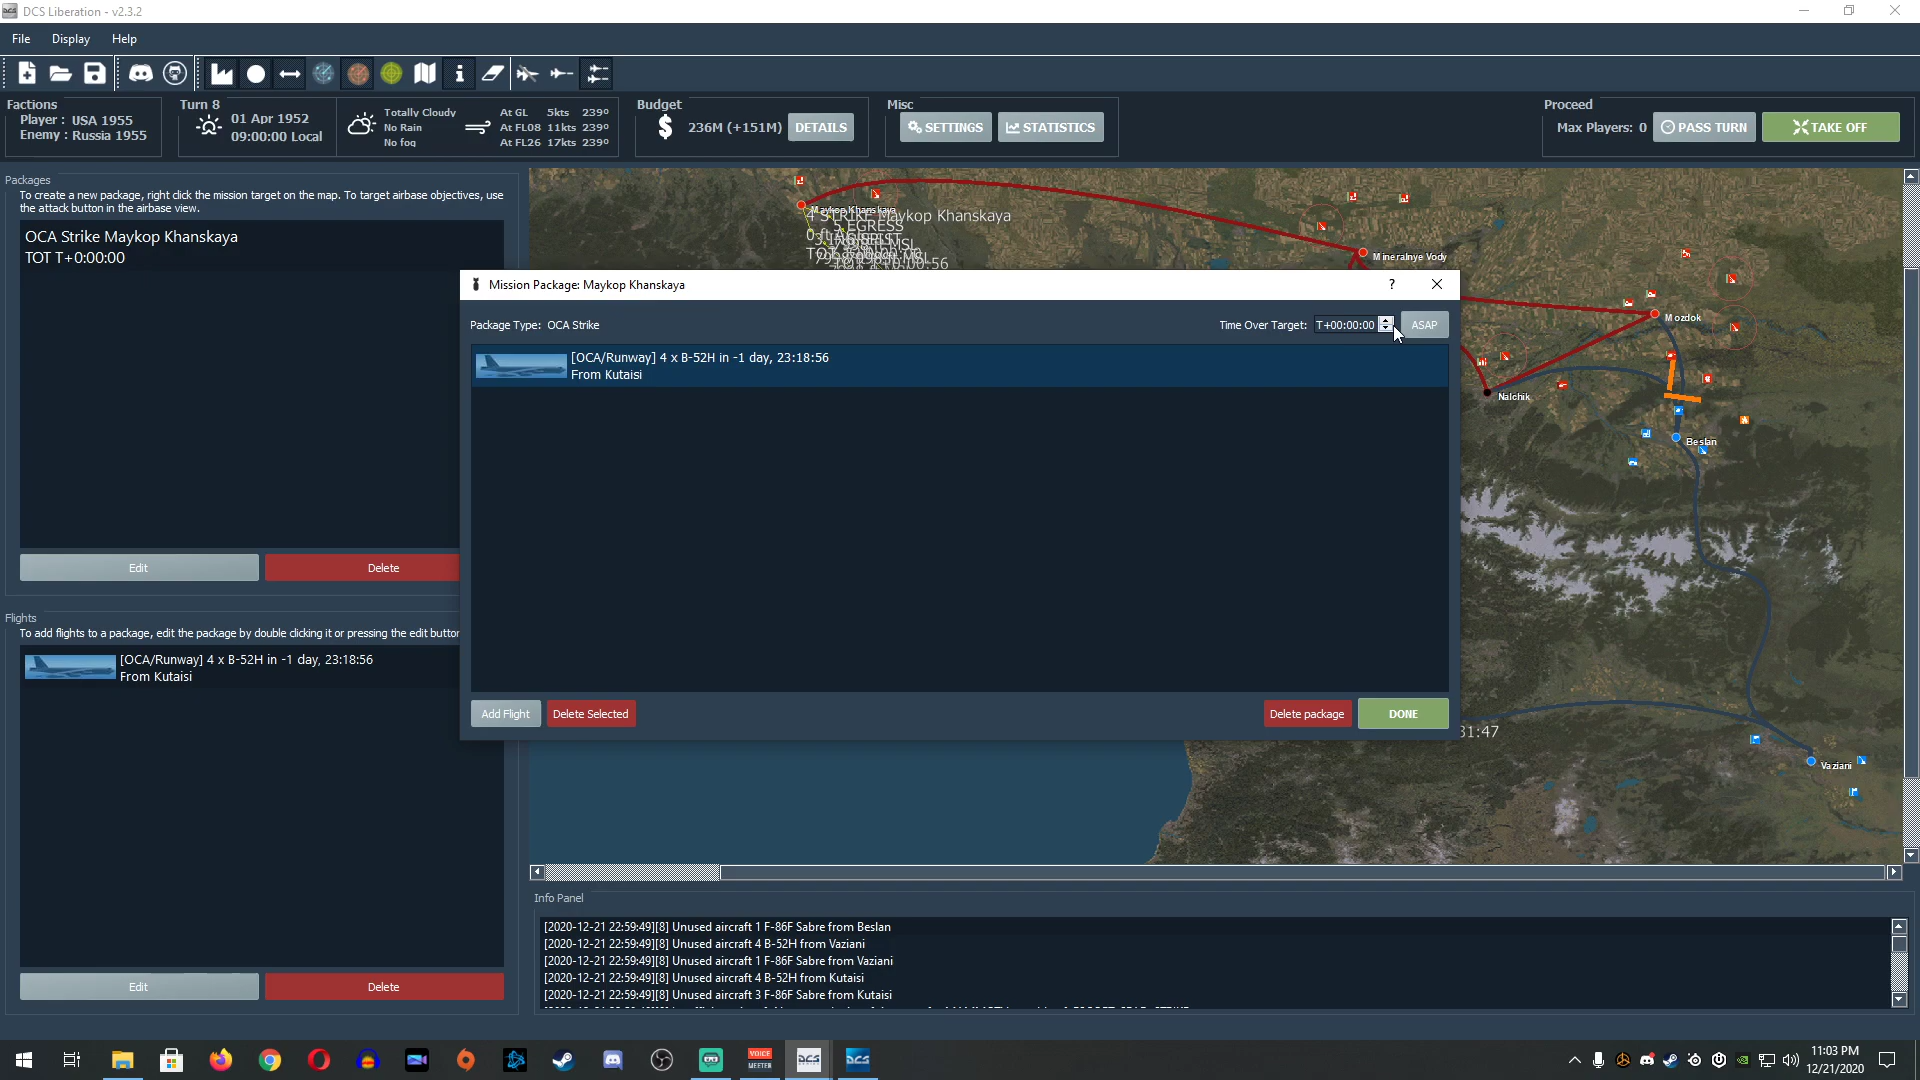 DCS Liberation - v2.3.2
File Display Help
Factions
Player : USA 1955
Enemy : Russia 1955
Turn 8
01 Apr 1952
09:00:00 Local
Totally Cloudy
No Rain
No fog
At GL 5kts 239º
At FL08 11kts 239º
At FL26 17kts 239º
Budget
236M (+151M) DETAILS
Misc
SETTINGS STATISTICS
Proceed
Max Players: 0 PASS TURN TAKE OFF
Packages
To create a new package, right click the mission target on the map. To target airbase objectives, use
the attack button in the airbase view.
OCA Strike Maykop Khanskaya
TOT T+0:00:00
Edit Delete
Flights
To add flights to a package, edit the package by double clicking it or pressing the edit button
[OCA/Runway] 4 x B-52H in -1 day, 23:18:56
From Kutaisi
Edit Delete
Maykop Khanskaya
4 STRIKE Maykop Khanskaya
5 EGRESS
Mineralnye Vody
Mozdok
Nalchik
Beslan
Vaziani
31:47
Mission Package: Maykop Khanskaya
?
Package Type: OCA Strike
Time Over Target: T+00:00:00 ASAP
[OCA/Runway] 4 x B-52H in -1 day, 23:18:56
From Kutaisi
Add Flight Delete Selected Delete package DONE
Info Panel
[2020-12-21 22:59:49][8] Unused aircraft 1 F-86F Sabre from Beslan
[2020-12-21 22:59:49][8] Unused aircraft 4 B-52H from Vaziani
[2020-12-21 22:59:49][8] Unused aircraft 1 F-86F Sabre from Vaziani
[2020-12-21 22:59:49][8] Unused aircraft 4 B-52H from Kutaisi
[2020-12-21 22:59:49][8] Unused aircraft 3 F-86F Sabre from Kutaisi
VOICE
MEETER
DCS
DCS
11:03 PM
12/21/2020